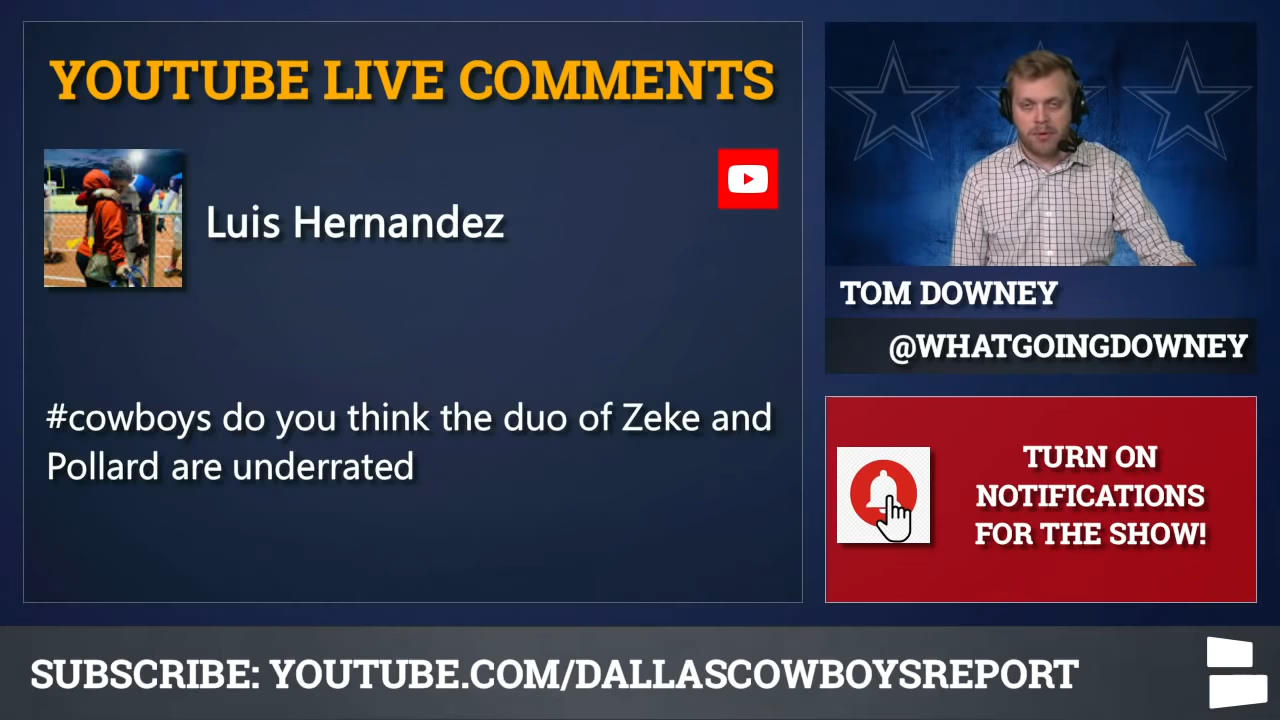 YOUTUBE LIVE COMMENTS
Luis Hernandez
#cowboys do you think the duo of Zeke and
Pollard are underrated
TOM DOWNEY
@WHATGOINGDOWNEY
TURN ON
NOTIFICATIONS
FOR THE SHOW!
SUBSCRIBE: YOUTUBE.COM/DALLASCOWBOYSREPORT